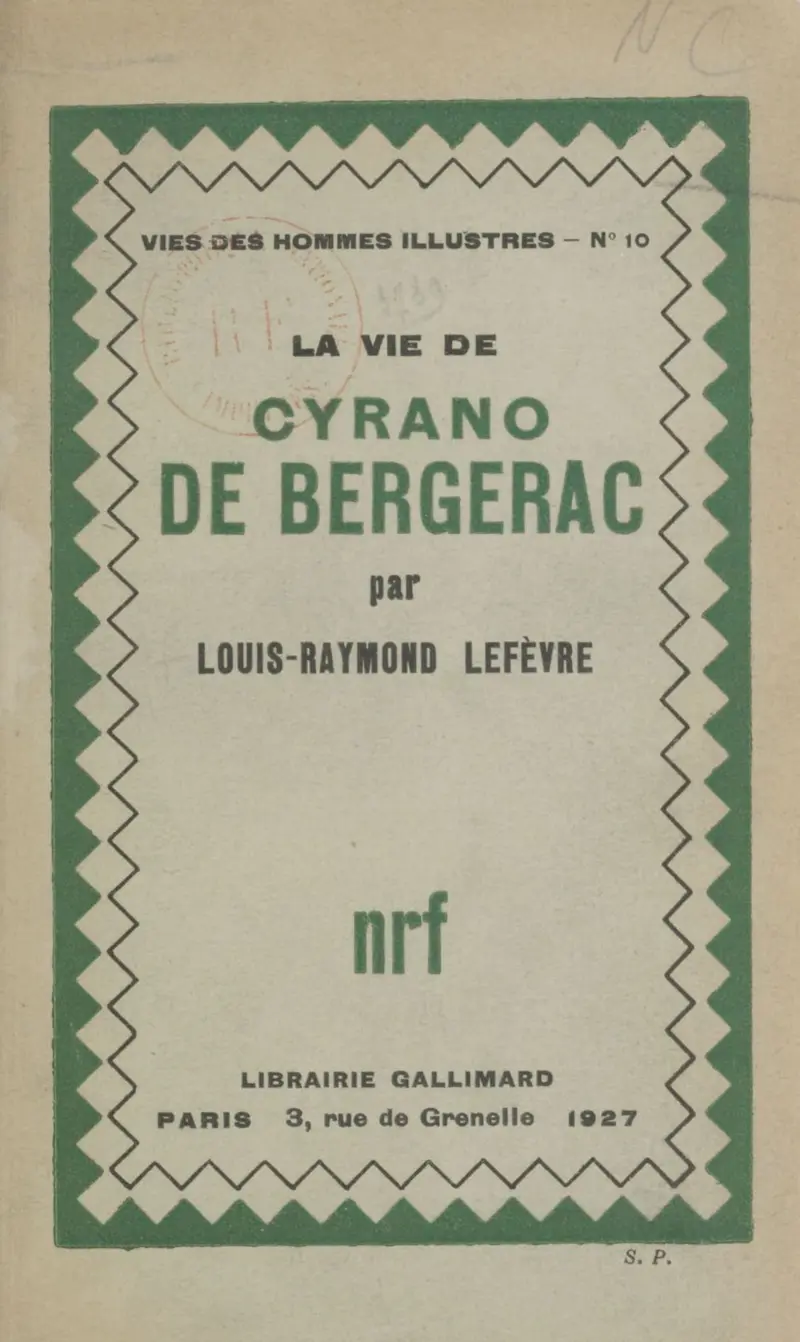 N C
VIES DES HOMMES ILLUSTRES — N° 10
LA VIE DE
CYRANO
DE BERGERAC
par
LOUIS-RAYMOND LEFÈVRE
nrf
LIBRAIRIE GALLIMARD
PARIS 3, rue de Grenelle 1927
S. P.